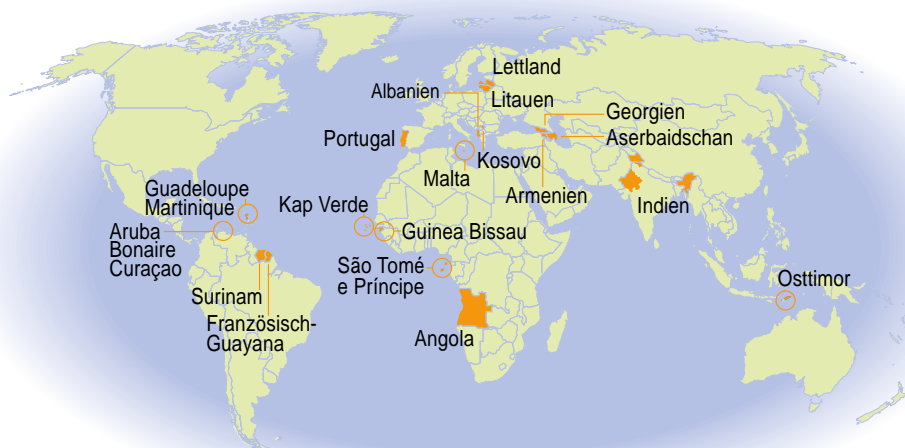 Lettland
Albanien
Litauen
Georgien
Aserbaidschan
Portugal
Kosovo
Malta
Armenien
Indien
Guadeloupe
Martinique
Kap Verde
Aruba
Bonaire
Curaçao
Guinea Bissau
São Tomé
e Príncipe
Osttimor
Surinam
Französisch-
Guayana
Angola